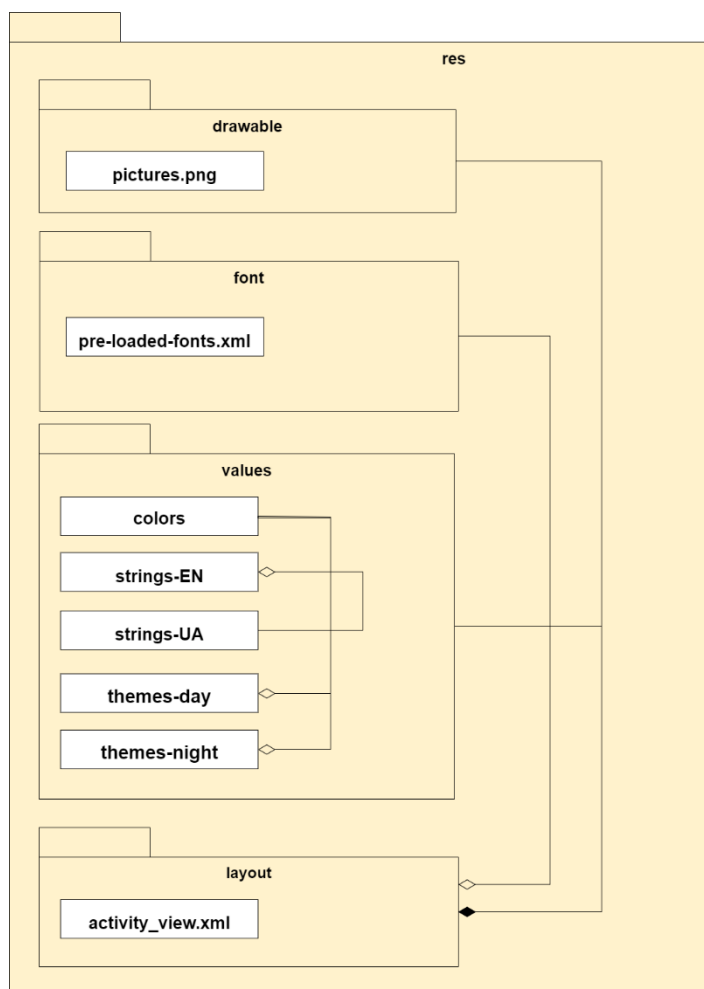 res
drawable
pictures.png
font
pre-loaded-fonts.xml
values
colors
strings-EN
strings-UA
themes-day
themes-night
layout
activity_view.xml